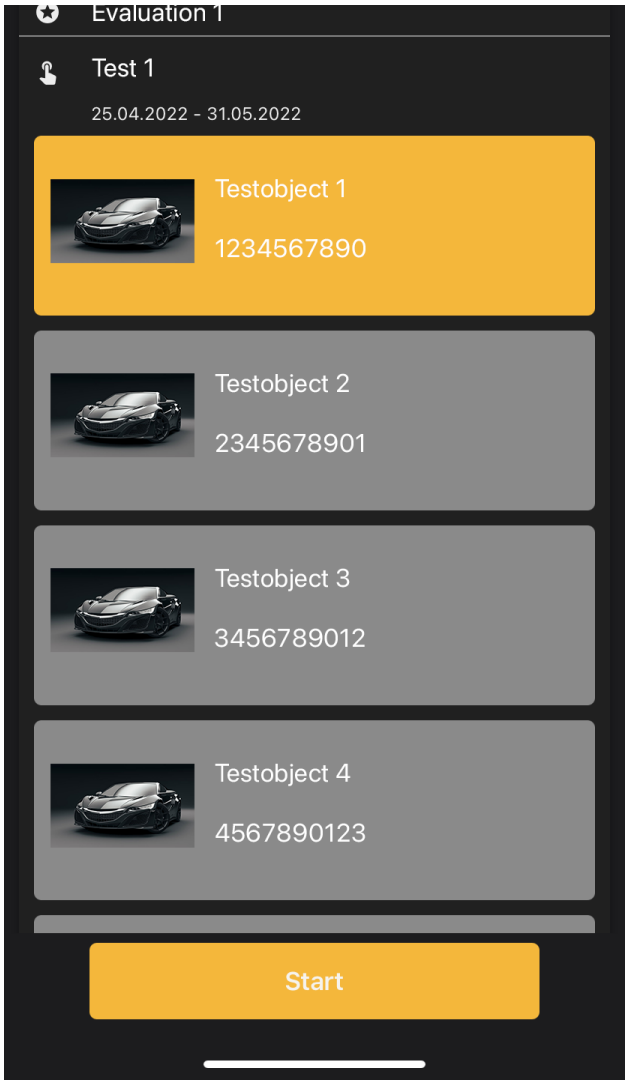 Evaluation 1
Test 1
25.04.2022 - 31.05.2022
Testobject 1
1234567890
Testobject 2
2345678901
Testobject 3
3456789012
Testobject 4
4567890123
Start